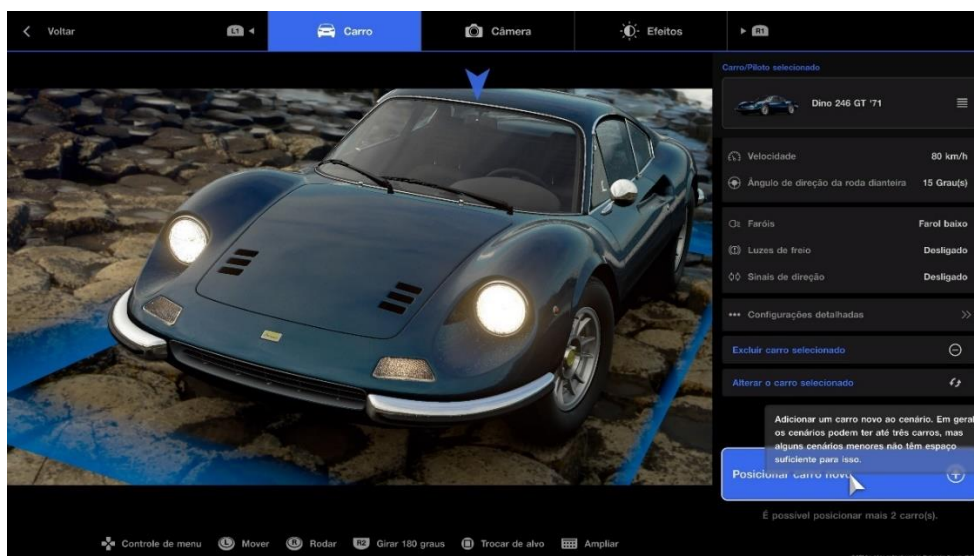 Voltar
L1
Carro
Câmera
Efeitos
R1
Carro/Piloto selecionado
Dino 246 GT '71
Velocidade 80 km/h
Ângulo de direção da roda dianteira 15 Grau(s)
Faróis Farol baixo
Luzes de freio Desligado
Sinais de direção Desligado
Configurações detalhadas
Excluir carro selecionado
Alterar o carro selecionado
Adicionar um carro novo ao cenário. Em geral
os cenários podem ter até três carros, mas
alguns cenários menores não têm espaço
suficiente para isso.
Posicionar carro novo
É possível posicionar mais 2 carro(s).
Controle de menu L Mover R Rodar R2 Girar 180 graus Trocar de alvo Ampliar